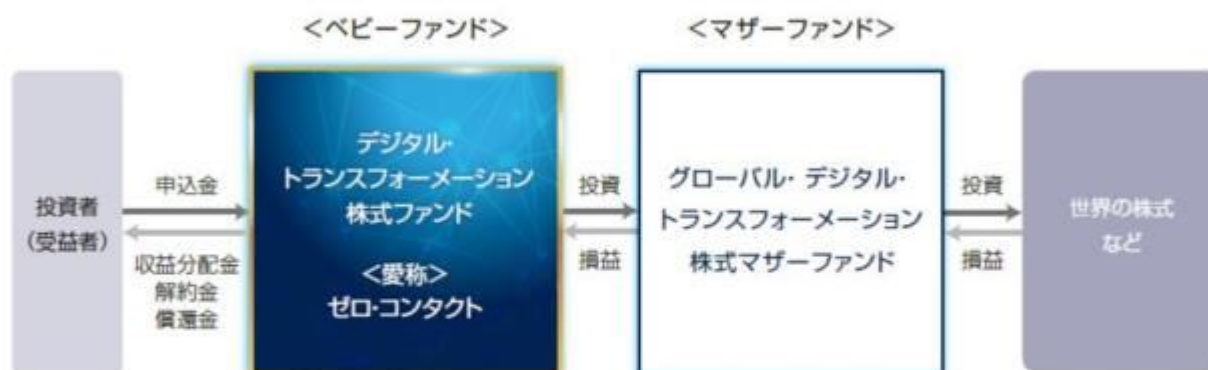 ＜ベビーファンド＞
＜マザーファンド＞
投資者
（受益者）
申込金
収益分配金
解約金
償還金
デジタル・
トランスフォーメーション
株式ファンド
＜愛称＞
ゼロ・コンタクト
投資
損益
グローバル・デジタル・
トランスフォーメーション
株式マザーファンド
投資
損益
世界の株式
など